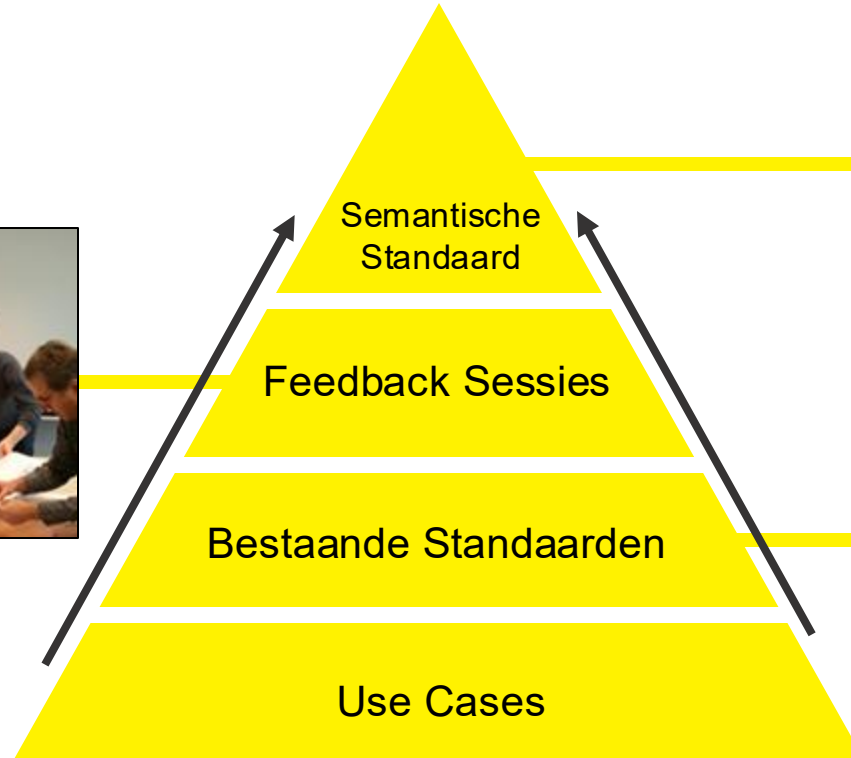 Semantische
Standaard
Feedback Sessies
Bestaande Standaarden
Use Cases